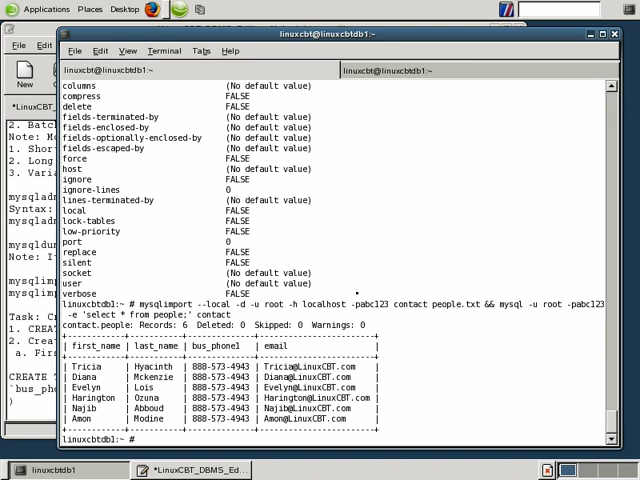 Applications Places Desktop
linuxcbt@linuxcbtdb1:~
File Edit
File Edit View Terminal Tabs Help
New
linuxcbt@linuxcbtdb1:~ linuxcbt@linuxcbtdb1:~
*LinuxCBT_
columns (No default value)
compress FALSE
delete FALSE
fields-terminated-by (No default value)
fields-enclosed-by (No default value)
fields-optionally-enclosed-by (No default value)
fields-escaped-by (No default value)
force FALSE
host (No default value)
ignore FALSE
ignore-lines 0
lines-terminated-by (No default value)
local FALSE
lock-tables FALSE
low-priority FALSE
port 0
replace FALSE
silent FALSE
socket (No default value)
user (No default value)
verbose FALSE
linuxcbtdb1:~ # mysqlimport --local -d -u root -h localhost -pabc123 contact people.txt && mysql -u root -pabc123
-e 'select * from people;' contact
contact.people: Records: 6 Deleted: 0 Skipped: 0 Warnings: 0
+------------+-----------+--------------+------------------------+
| first_name | last_name | bus_phone1 | email |
+------------+-----------+--------------+------------------------+
| Tricia | Hyacinth | 888-573-4943 | Tricia@LinuxCBT.com |
| Diana | Mckenzie | 888-573-4943 | Diana@LinuxCBT.com |
| Evelyn | Lois | 888-573-4943 | Evelyn@LinuxCBT.com |
| Harington | Ozuna | 888-573-4943 | Harington@LinuxCBT.com |
| Najib | Abboud | 888-573-4943 | Najib@LinuxCBT.com |
| Amon | Modine | 888-573-4943 | Amon@LinuxCBT.com |
+------------+-----------+--------------+------------------------+
linuxcbtdb1:~ #
2. Batc
Note: Mo
1. Shor
2. Long
3. Varia
mysqladm
Syntax:
mysqladm
mysqldum
Note: It
mysqlimp
mysqlimp
Task: Cr
1. CREAT
2. Creat
a. Firs
CREATE T
`bus_pho
)
linuxcbtdb1 *LinuxCBT_DBMS_Ed...